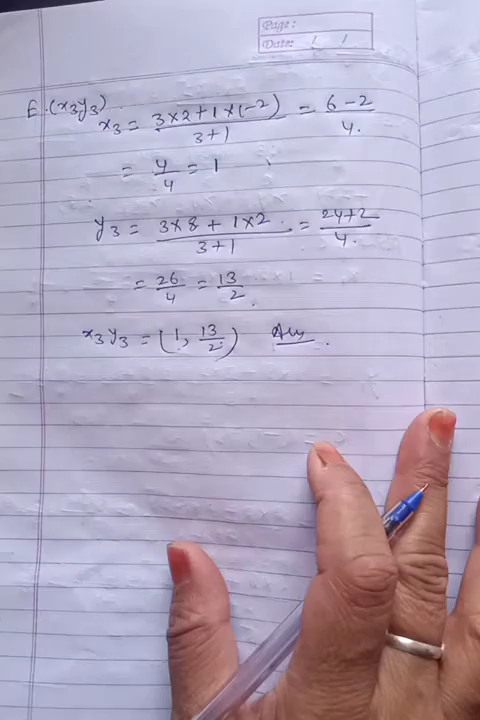 Page:
Date: / /
E.(x₃y₃)
x₃ = (3×2+1×(-2))/(3+1) = (6-2)/4.
= 4/4 = 1
y₃ = (3×8+1×2.)/(3+1) = (24+2)/4.
= 26/4 = 13/2.
x₃y₃ = (1, 13/2) Ans.